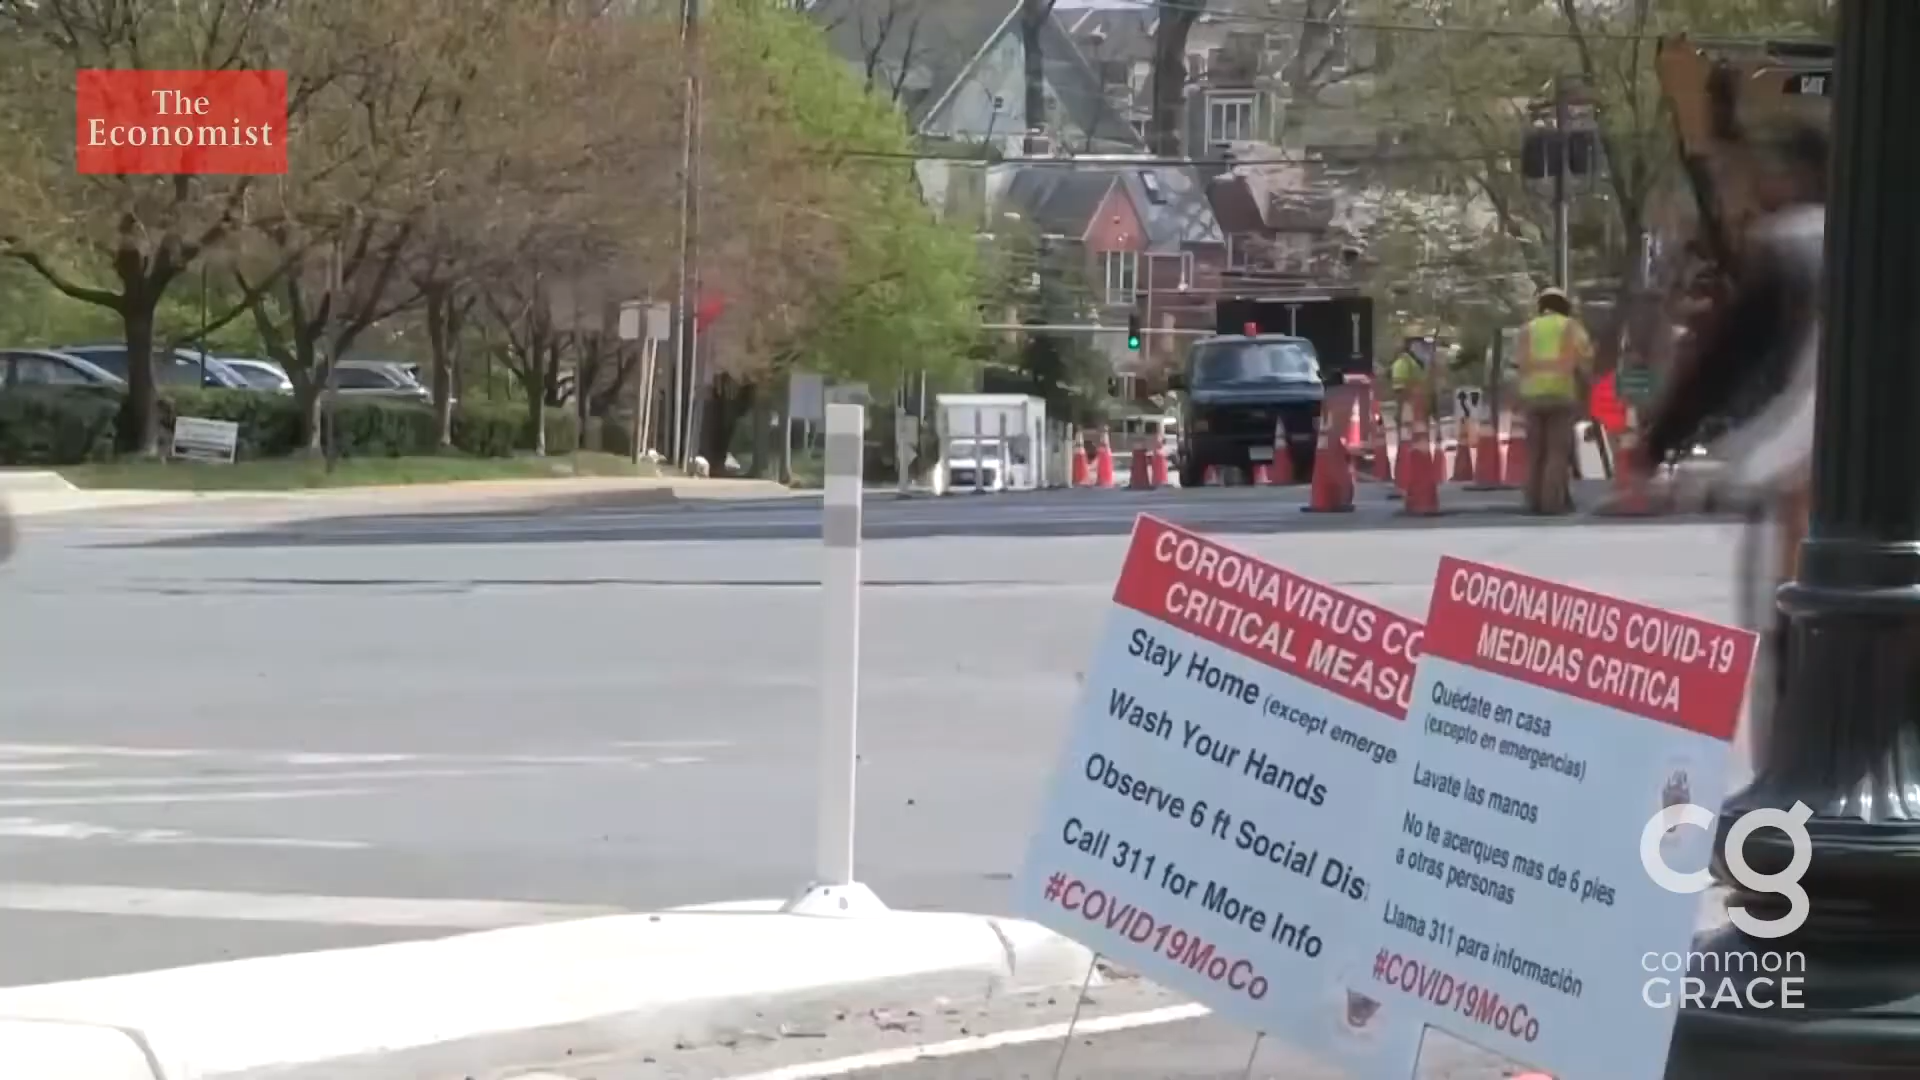 The
Economist
CAT
CORONAVIRUS CO
CRITICAL MEASU
Stay Home (except emerge
Wash Your Hands
Observe 6 ft Social Dis
Call 311 for More Info
#COVID19MoCo
CORONAVIRUS COVID-19
MEDIDAS CRITICA
Quédate en casa
(excepto en emergencias)
Lavate las manos
No te acerques mas de 6 pies
a otras personas
Llama 311 para información
#COVID19MoCo
cg
common
GRACE